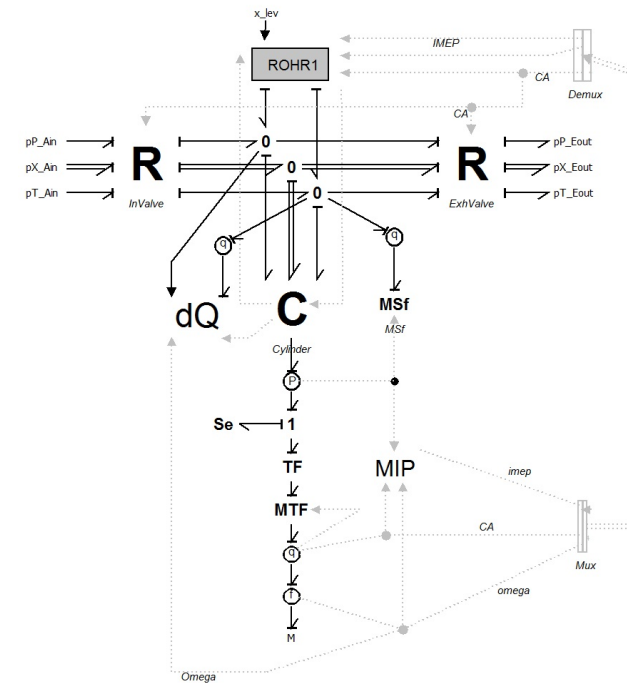 x_lev
ROHR1
IMEP
CA
Demux
CA
pP_Ain
0
pP_Eout
pX_Ain
R
0
R
pX_Eout
pT_Ain
0
pT_Eout
InValve
ExhValve
q
q
dQ
C
MSf
MSf
Cylinder
P
Se
1
TF
MIP
imep
MTF
CA
q
Mux
f
omega
M
Omega